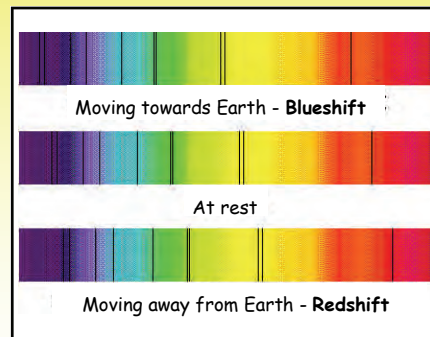 Moving towards Earth - Blueshift
At rest
Moving away from Earth - Redshift